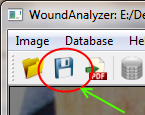 WoundAnalyzer: E:/De
Image Database He
PDF